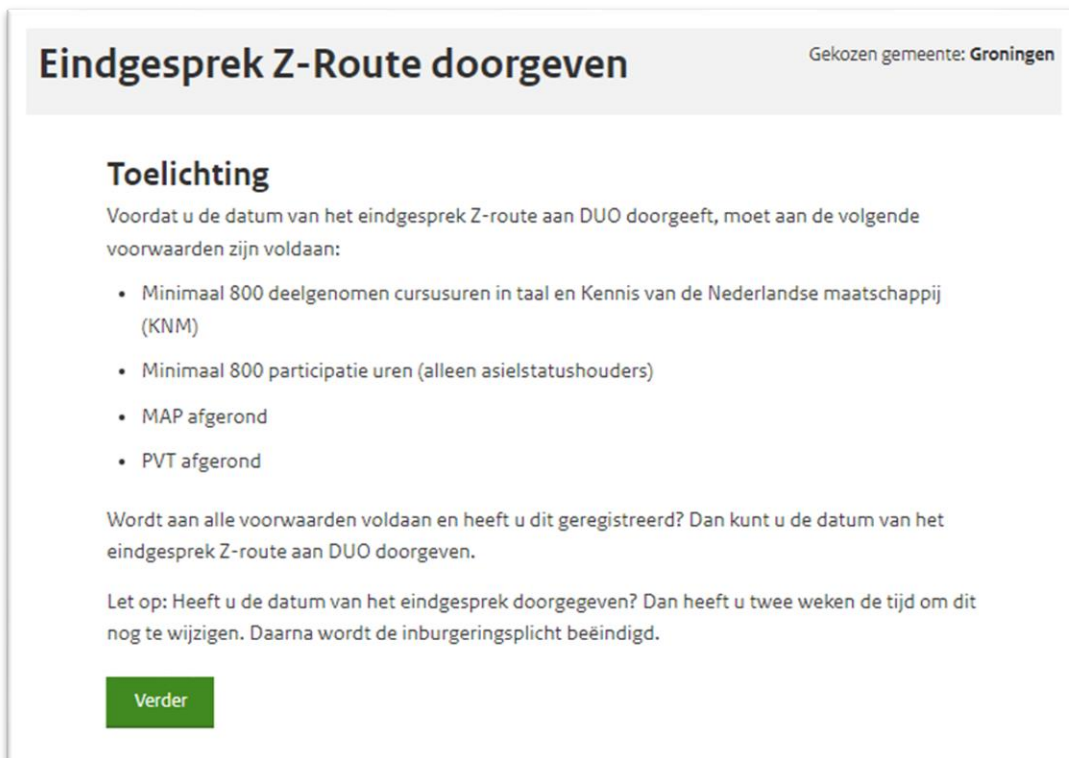 Eindgesprek Z-Route doorgeven
Gekozen gemeente: Groningen
Toelichting
Voordat u de datum van het eindgesprek Z-route aan DUO doorgeeft, moet aan de volgende
voorwaarden zijn voldaan:
• Minimaal 800 deelgenomen cursusuren in taal en Kennis van de Nederlandse maatschappij
(KNM)
• Minimaal 800 participatie uren (alleen asielstatushouders)
• MAP afgerond
• PVT afgerond
Wordt aan alle voorwaarden voldaan en heeft u dit geregistreerd? Dan kunt u de datum van het
eindgesprek Z-route aan DUO doorgeven.
Let op: Heeft u de datum van het eindgesprek doorgegeven? Dan heeft u twee weken de tijd om dit
nog te wijzigen. Daarna wordt de inburgeringsplicht beëindigd.
Verder